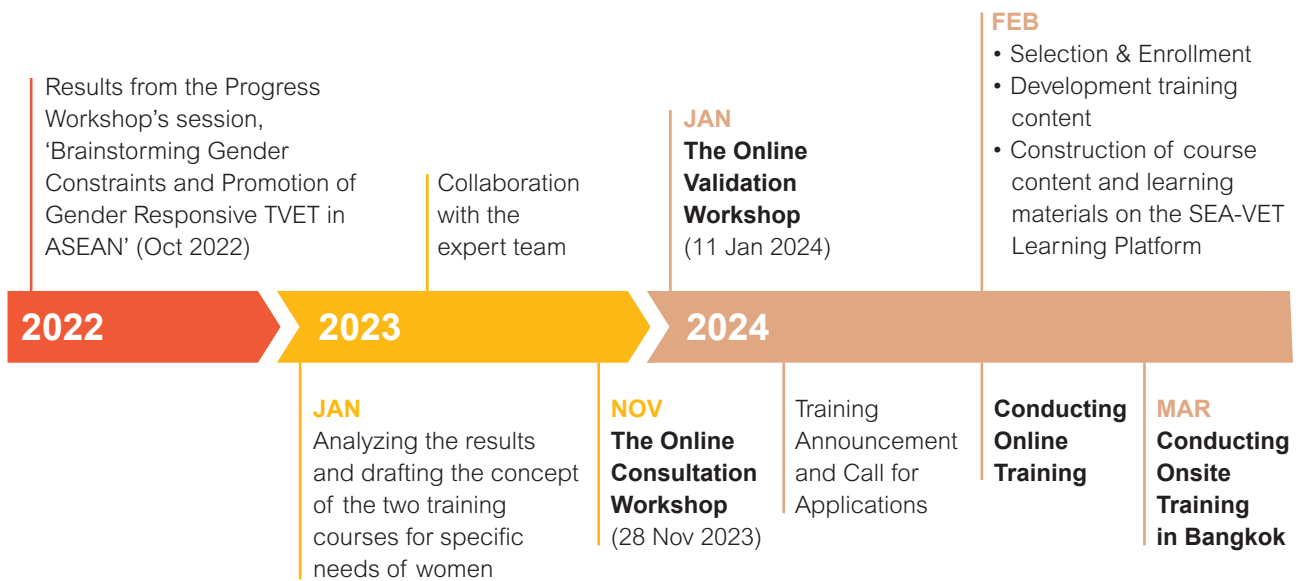 Results from the Progress
Workshop's session,
‘Brainstorming Gender
Constraints and Promotion of
Gender Responsive TVET in
ASEAN’ (Oct 2022)
Collaboration
with the
expert team
JAN
The Online
Validation
Workshop
(11 Jan 2024)
FEB
• Selection & Enrollment
• Development training
content
• Construction of course
content and learning
materials on the SEA-VET
Learning Platform
2022
2023
2024
JAN
Analyzing the results
and drafting the concept
of the two training
courses for specific
needs of women
NOV
The Online
Consultation
Workshop
(28 Nov 2023)
Training
Announcement
and Call for
Applications
Conducting
Online
Training
MAR
Conducting
Onsite
Training
in Bangkok